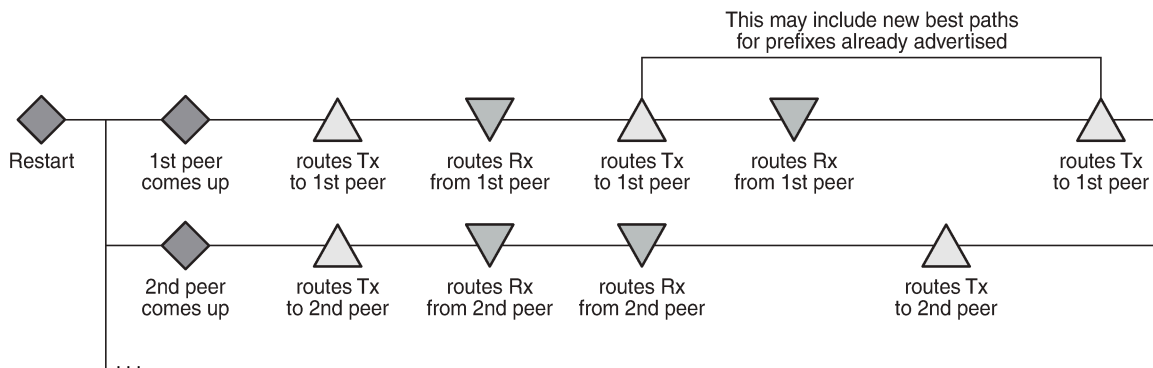 This may include new best paths
for prefixes already advertised
Restart
1st peer
comes up
routes Tx
to 1st peer
routes Rx
from 1st peer
routes Tx
to 1st peer
routes Rx
from 1st peer
routes Tx
to 1st peer
2nd peer
comes up
routes Tx
to 2nd peer
routes Rx
from 2nd peer
routes Rx
from 2nd peer
routes Tx
to 2nd peer
...